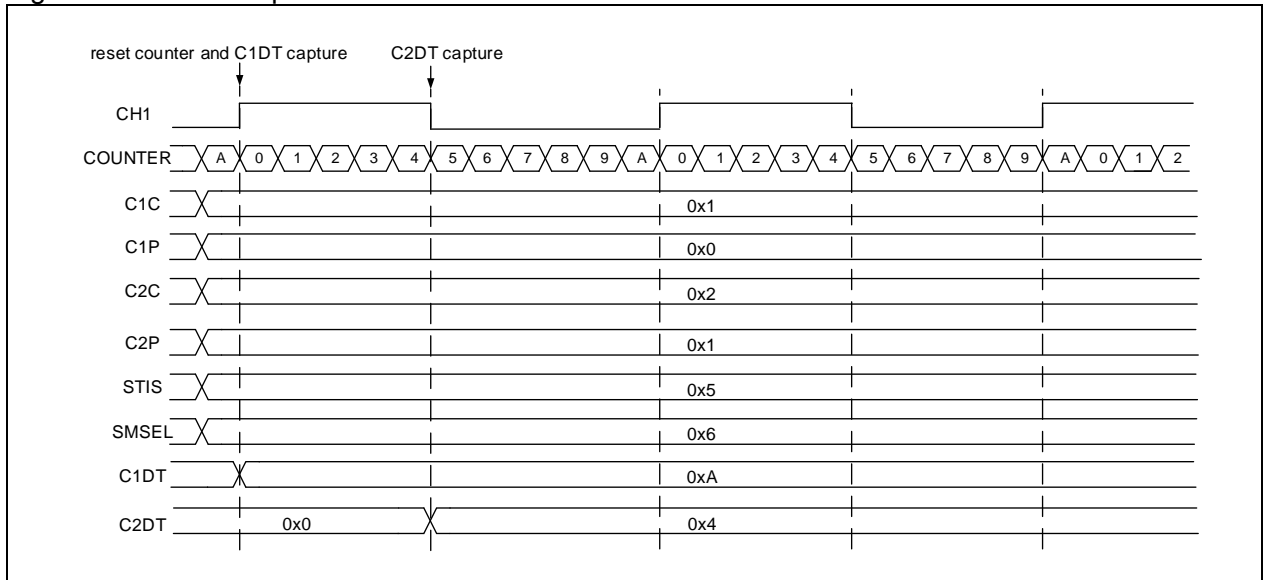 reset counter and C1DT capture C2DT capture
CH1
COUNTER A 0 1 2 3 4 5 6 7 8 9 A 0 1 2 3 4 5 6 7 8 9 A 0 1 2
C1C 0x1
C1P 0x0
C2C 0x2
C2P 0x1
STIS 0x5
SMSEL 0x6
C1DT 0xA
C2DT 0x0 0x4